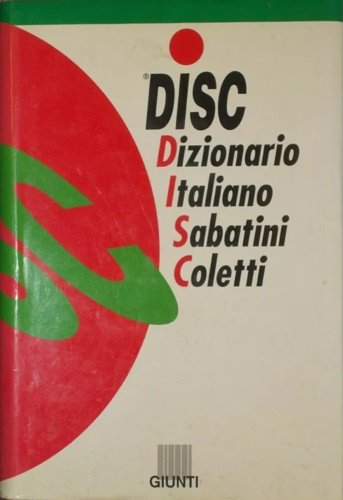 ® DISC
Dizionario
Italiano
Sabatini
Coletti
GIUNTI